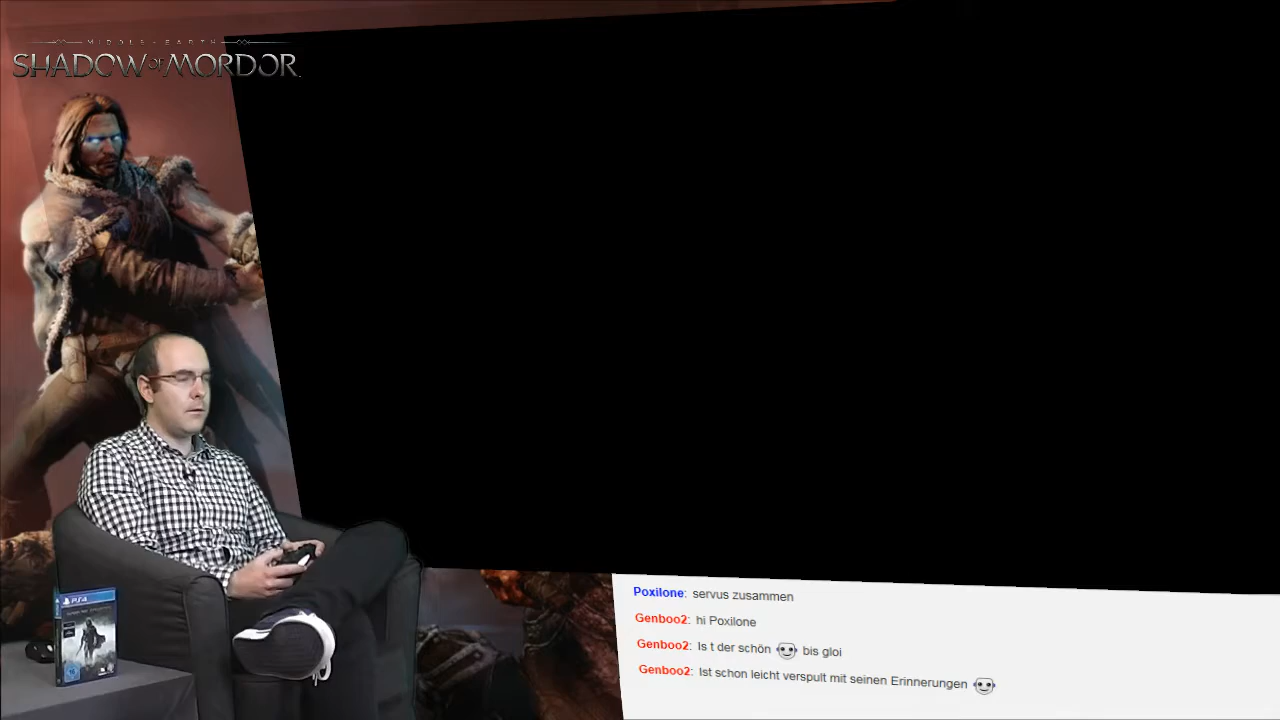 MIDDLE-EARTH
SHADOW OF MORDOR
PS4
Poxilone: servus zusammen
Genboo2: hi Poxilone
Genboo2: Is t der schön bis gloi
Genboo2: Ist schon leicht verspult mit seinen Erinnerungen